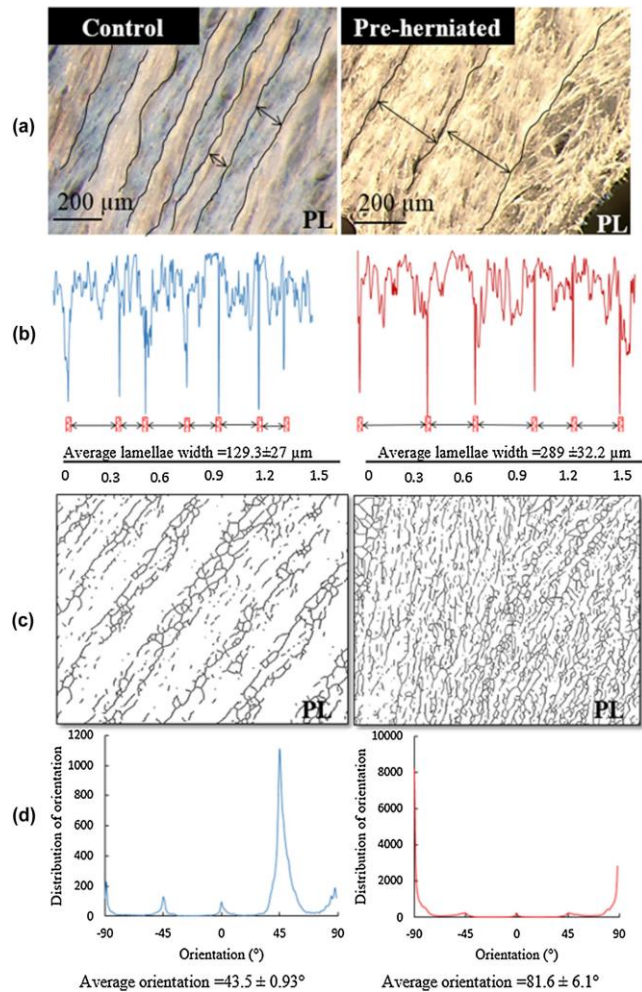 Control Pre-herniated
(a)
200 µm PL 200 µm PL
(b)
Average lamellae width =129.3±27 µm Average lamellae width =289 ±32.2 µm
0 0.3 0.6 0.9 1.2 1.5 0 0.3 0.6 0.9 1.2 1.5
(c)
PL PL
(d)
Distribution of orientation
1200
1000
800
600
400
200
0
-90 -45 0 45 90
Orientation (°)
Average orientation =43.5 ± 0.93°
Distribution of orientation
10000
8000
6000
4000
2000
0
-90 -45 0 45 90
Orientation (°)
Average orientation =81.6 ± 6.1°